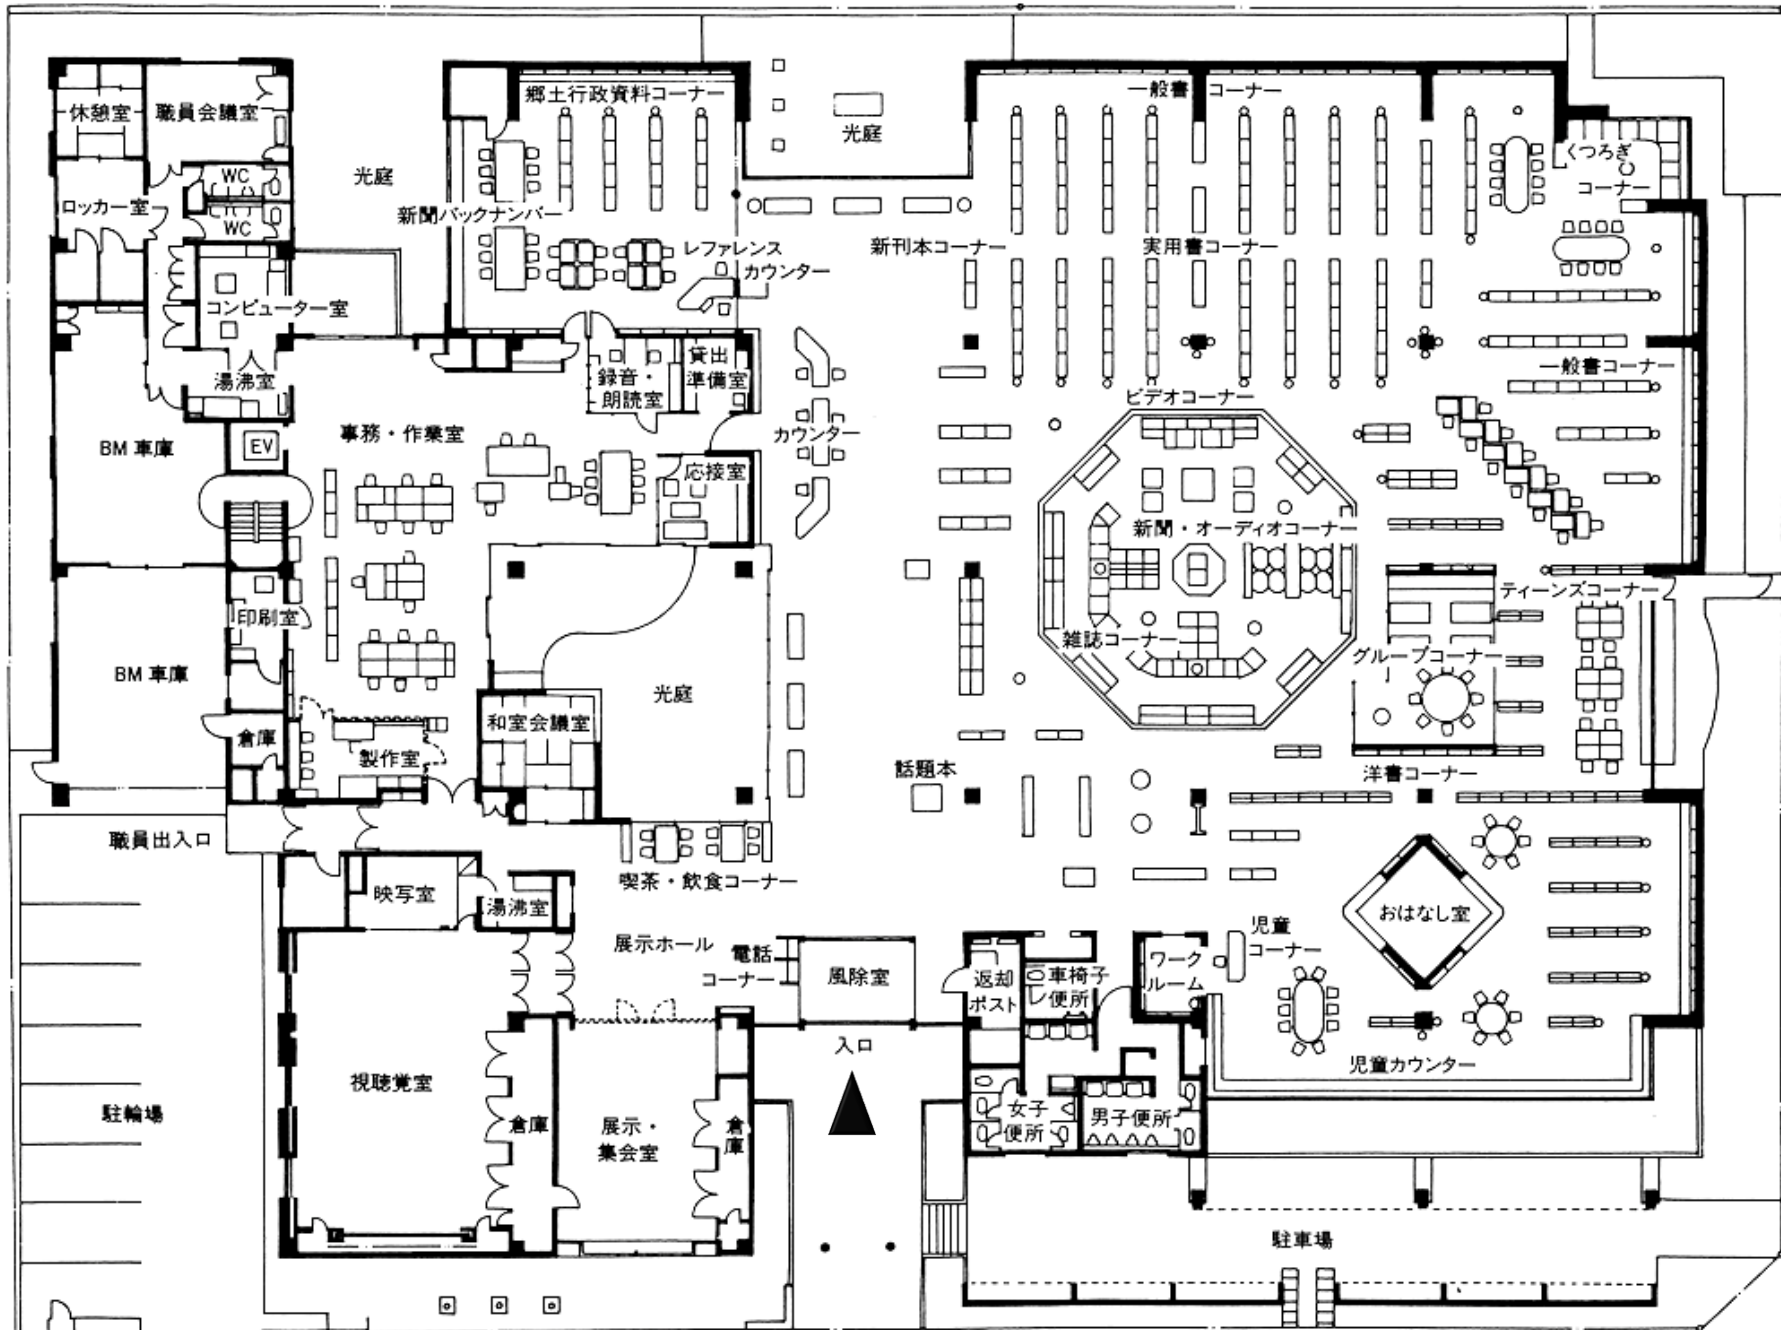 郷土行政資料コーナー
一般書コーナー
休憩室
職員会議室
光庭
光庭
くつろぎ
コーナー
WC
ロッカー室
WC
新聞バックナンバー
レファレンス
カウンター
新刊本コーナー
実用書コーナー
コンピューター室
湯沸室
録音・
朗読室
貸出
準備室
一般書コーナー
ビデオコーナー
事務・作業室
カウンター
BM車庫
EV
応接室
新聞・オーディオコーナー
ティーンズコーナー
印刷室
雑誌コーナー
グループコーナー
BM車庫
光庭
和室会議室
倉庫
製作室
話題本
洋書コーナー
職員出入口
喫茶・飲食コーナー
映写室
湯沸室
おはなし室
児童
コーナー
展示ホール
電話
コーナー
風除室
返却
ポスト
車椅子
便所
ワーク
ルーム
入口
児童カウンター
視聴覚室
駐輪場
倉庫
展示・
集会室
倉庫
女子
便所
男子便所
駐車場